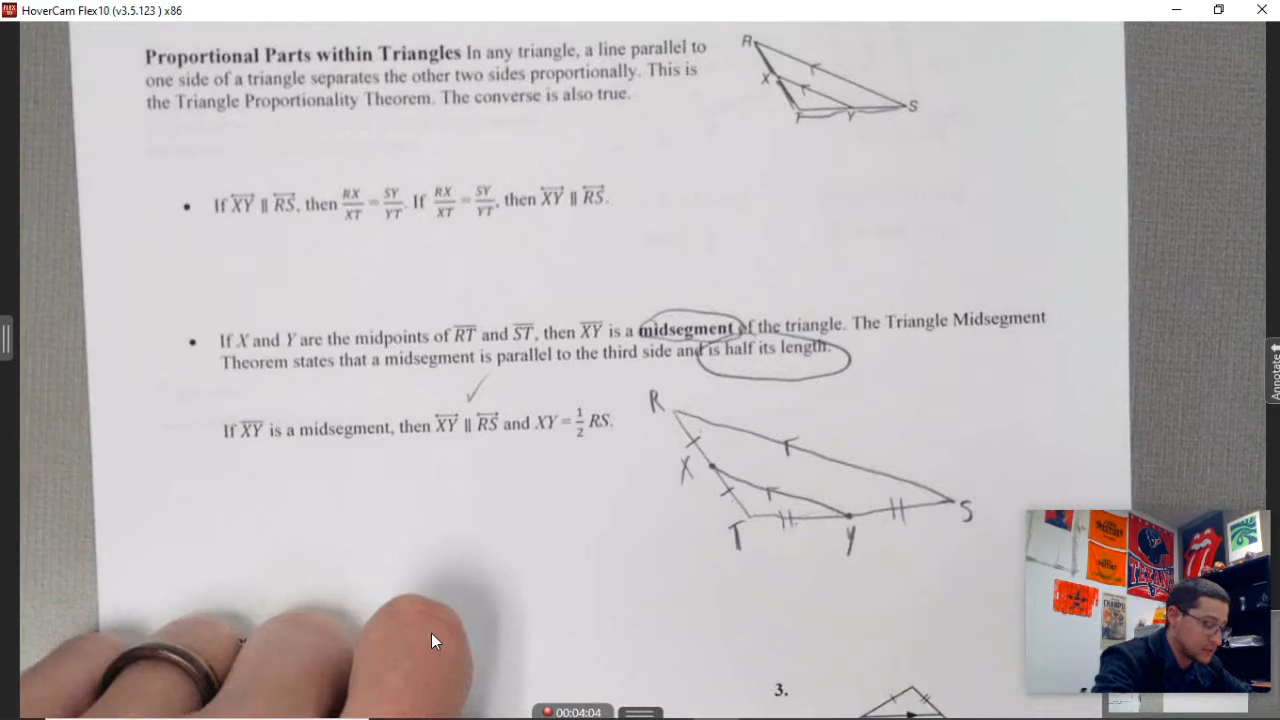 HoverCam Flex10 (v3.5.123 ) x86
Proportional Parts within Triangles In any triangle, a line parallel to
one side of a triangle separates the other two sides proportionally. This is
the Triangle Proportionality Theorem. The converse is also true.
R
X
S
T
Y
• If XY ∥ RS, then RX/XT = SY/YT. If RX/XT = SY/YT, then XY ∥ RS.
• If X and Y are the midpoints of RT and ST, then XY is a midsegment of the triangle. The Triangle Midsegment
Theorem states that a midsegment is parallel to the third side and is half its length.
If XY is a midsegment, then XY ∥ RS and XY = 1/2 RS.
R
X
S
T
Y
3.
TEXANS
Annotate
00:04:04